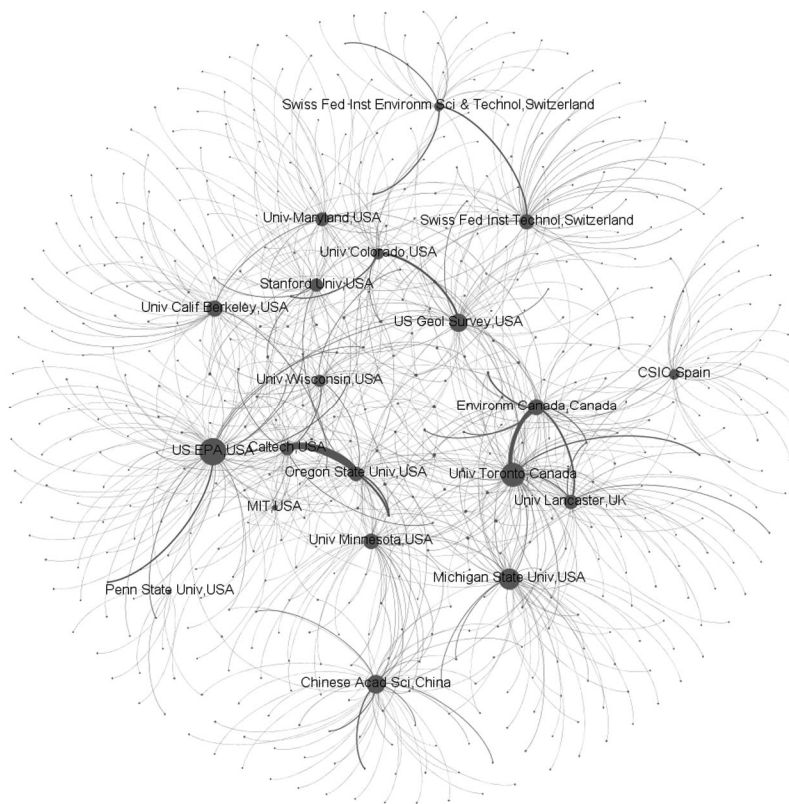 Swiss Fed Inst Environm Sci & Technol,Switzerland
Univ Maryland,USA
Swiss Fed Inst Technol,Switzerland
Univ Colorado,USA
Stanford Univ,USA
Univ Calif Berkeley,USA
US Geol Survey,USA
CSIC,Spain
Univ Wisconsin,USA
Environm Canada,Canada
US EPA,USA
Caltech,USA
Oregon State Univ,USA
Univ Toronto,Canada
Univ Lancaster,UK
MIT,USA
Univ Minnesota,USA
Michigan State Univ,USA
Penn State Univ,USA
Chinese Acad Sci,China